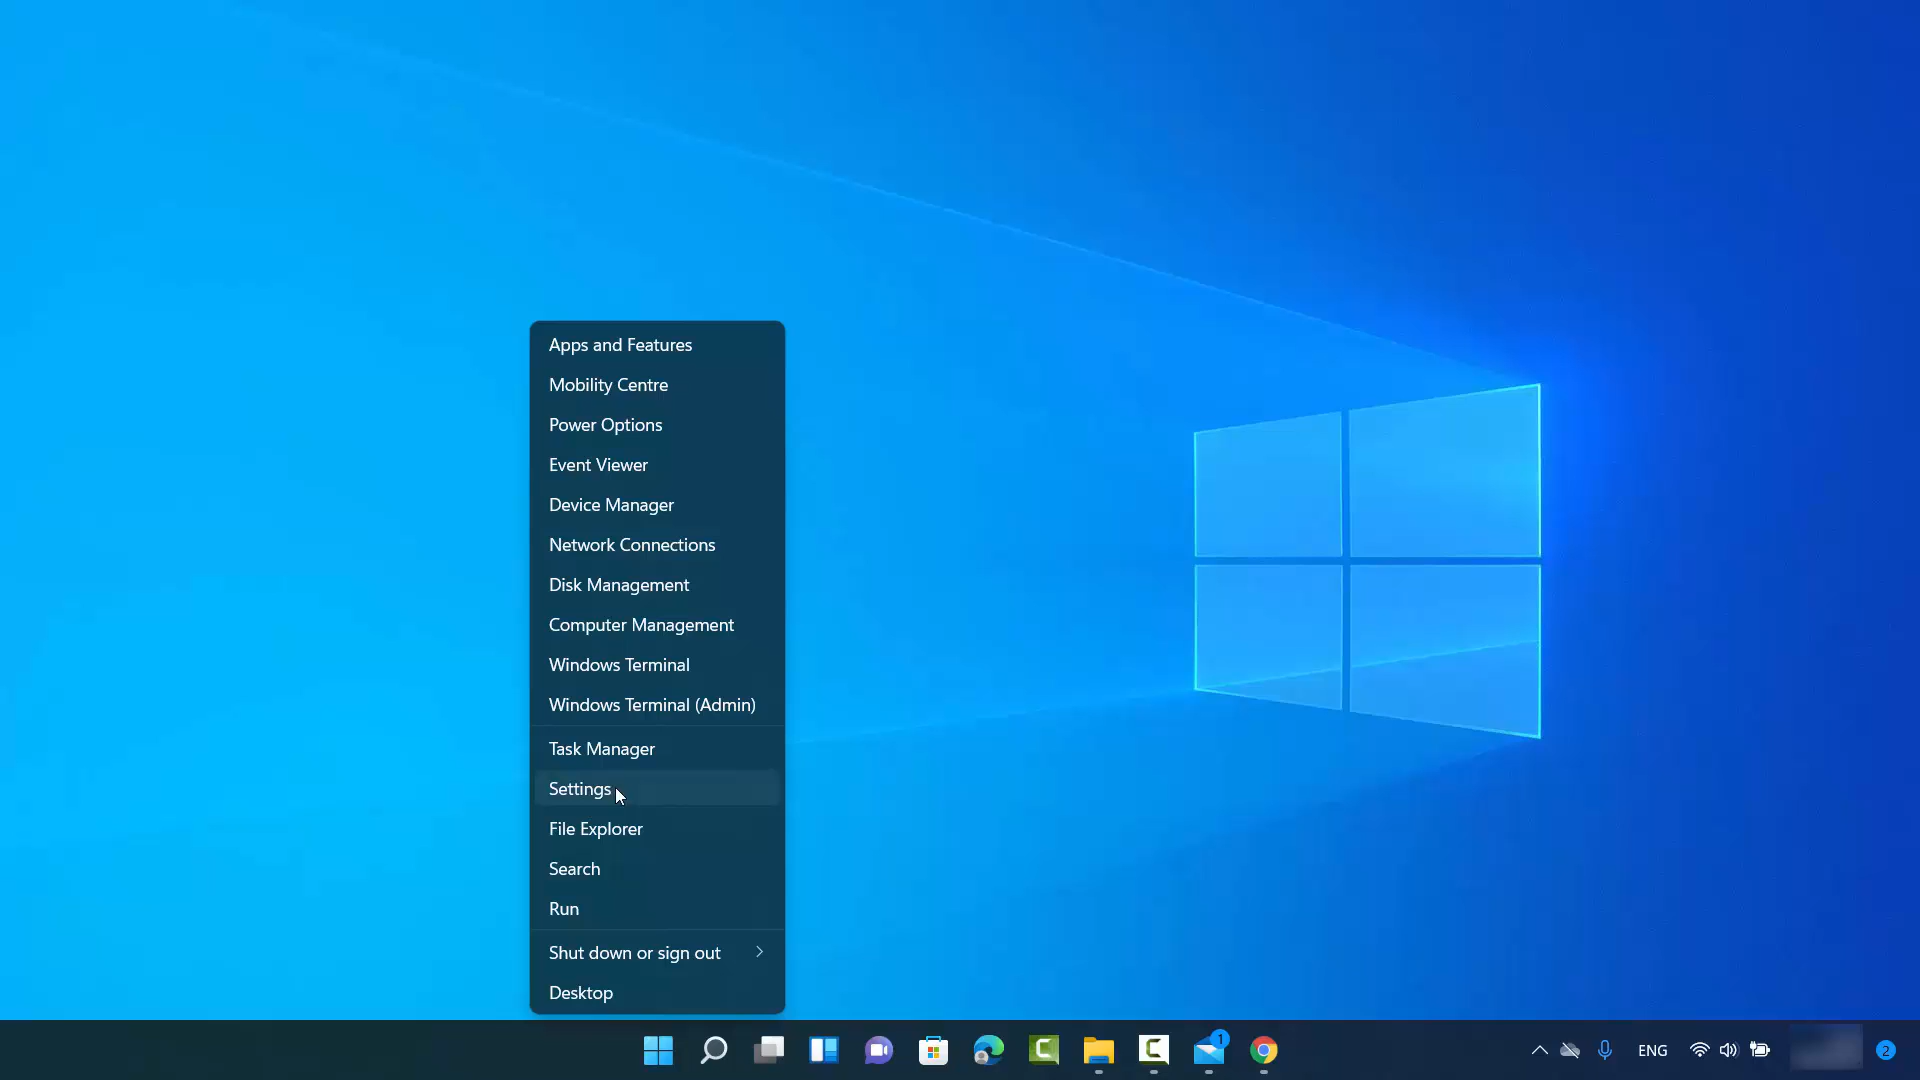 Apps and Features
Mobility Centre
Power Options
Event Viewer
Device Manager
Network Connections
Disk Management
Computer Management
Windows Terminal
Windows Terminal (Admin)
Task Manager
Settings
File Explorer
Search
Run
Shut down or sign out
Desktop
1
ENG
2